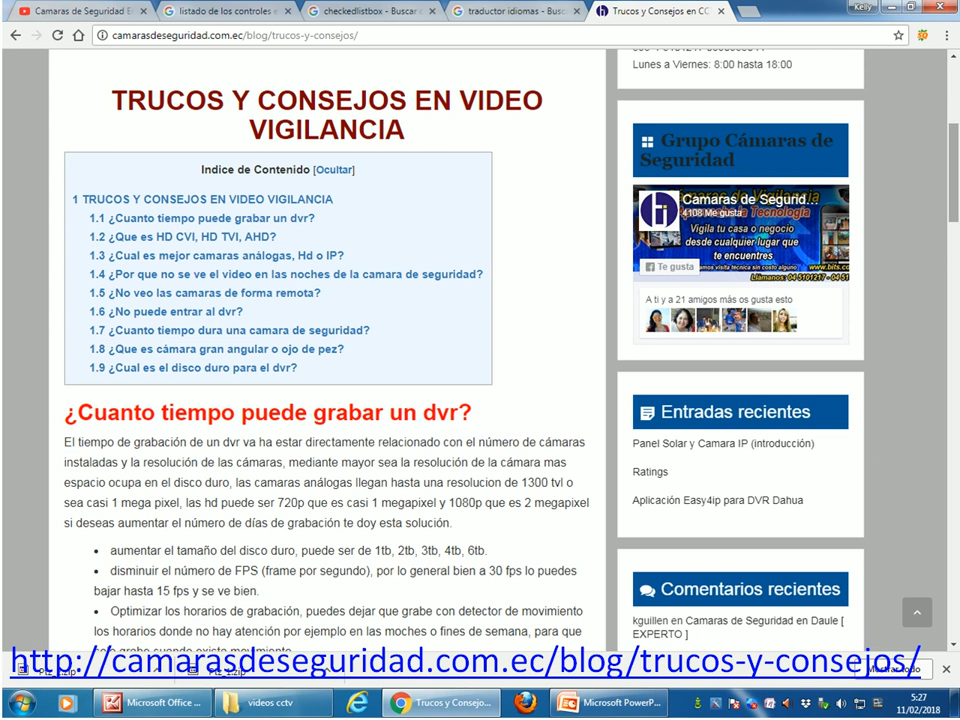 Camaras de Seguridad E
listado de los controles e
checkedlistbox - Buscar c
traductor idiomas - Busc
Trucos y Consejos en CC
Kelly
camarasdeseguridad.com.ec/blog/trucos-y-consejos/
Lunes a Viernes: 8:00 hasta 18:00
TRUCOS Y CONSEJOS EN VIDEO
VIGILANCIA
Indice de Contenido [Ocultar]
1 TRUCOS Y CONSEJOS EN VIDEO VIGILANCIA
1.1 ¿Cuanto tiempo puede grabar un dvr?
1.2 ¿Que es HD CVI, HD TVI, AHD?
1.3 ¿Cual es mejor camaras análogas, Hd o IP?
1.4 ¿Por que no se ve el video en las noches de la camara de seguridad?
1.5 ¿No veo las camaras de forma remota?
1.6 ¿No puede entrar al dvr?
1.7 ¿Cuanto tiempo dura una camara de seguridad?
1.8 ¿Que es cámara gran angular o ojo de pez?
1.9 ¿Cual es el disco duro para el dvr?
¿Cuanto tiempo puede grabar un dvr?
El tiempo de grabación de un dvr va ha estar directamente relacionado con el número de cámaras
instaladas y la resolución de las cámaras, mediante mayor sea la resolución de la cámara mas
espacio ocupa en el disco duro, las camaras análogas llegan hasta una resolucion de 1300 tvl o
sea casi 1 mega pixel, las hd puede ser 720p que es casi 1 megapixel y 1080p que es 2 megapixel
si deseas aumentar el número de días de grabación te doy esta solución.
• aumentar el tamaño del disco duro, puede ser de 1tb, 2tb, 3tb, 4tb, 6tb.
• disminuir el número de FPS (frame por segundo), por lo general bien a 30 fps lo puedes
bajar hasta 15 fps y se ve bien.
• Optimizar los horarios de grabación, puedes dejar que grabe con detector de movimiento
los horarios donde no hay atención por ejemplo en las moches o fines de semana, para que
Grupo Cámaras de
Seguridad
Camaras de Segurid...
4108 Me gusta
la Tecnología
Vigila tu casa o negocio
desde cualquier lugar que
te encuentres
Te gusta
amos visita tecnica sin costo alguno
www.bits.co
Llámanos: 04 5101217 - 04 51
A ti y a 21 amigos más os gusta esto
Entradas recientes
Panel Solar y Camara IP (introducción)
Ratings
Aplicación Easy4ip para DVR Dahua
Comentarios recientes
kguillen en Camaras de Seguridad en Daule [
EXPERTO ]
http://camarasdeseguridad.com.ec/blog/trucos-y-consejos/
Microsoft Office ...
videos cctv
Trucos y Consejo...
Microsoft PowerP...
5:27
11/02/2018